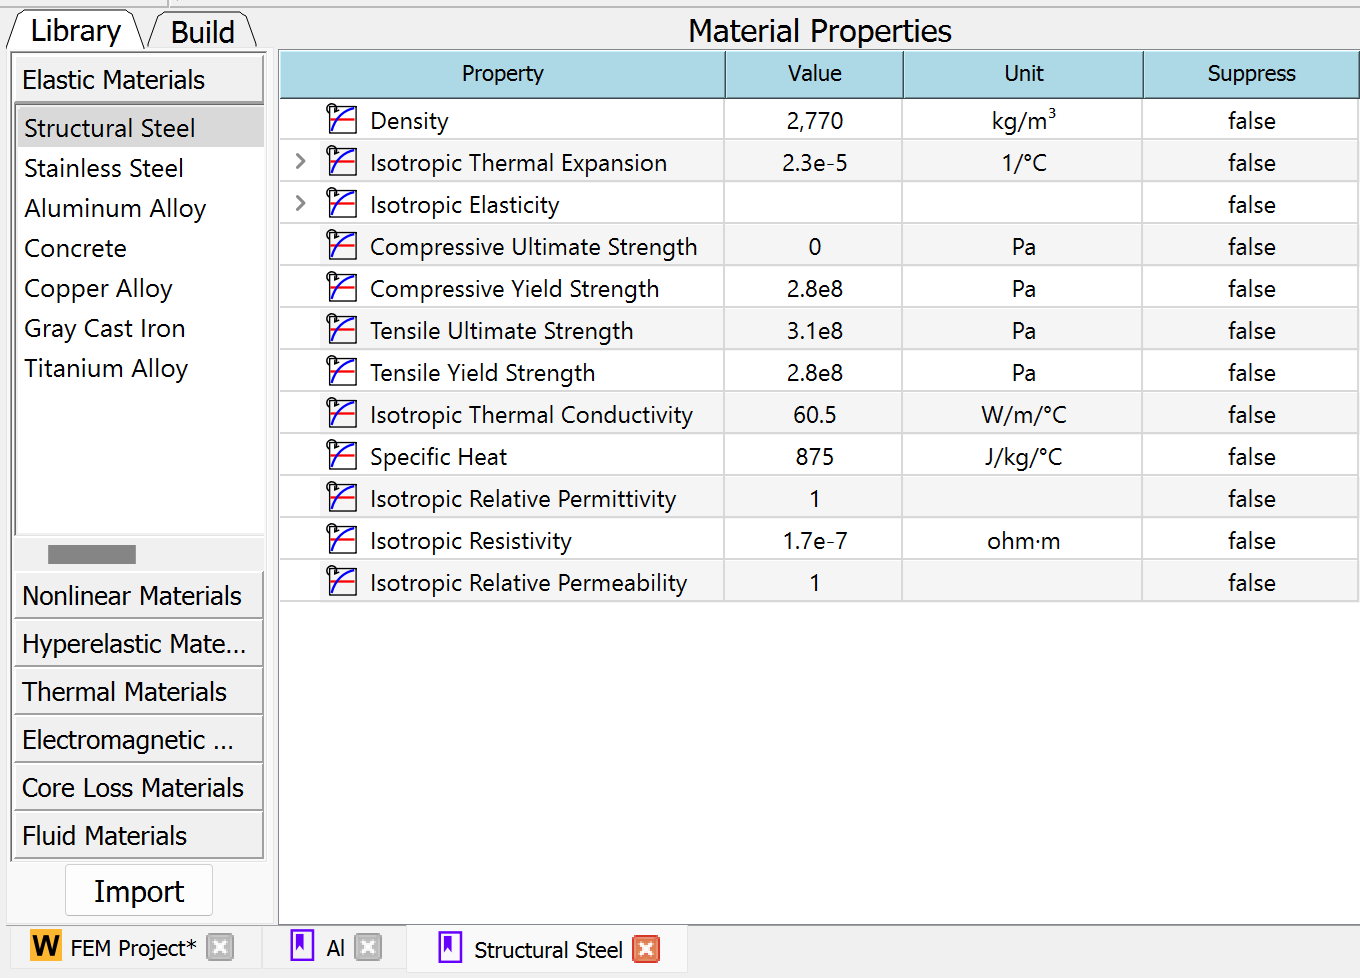 Library Build
Material Properties
Elastic Materials
Structural Steel
Stainless Steel
Aluminum Alloy
Concrete
Copper Alloy
Gray Cast Iron
Titanium Alloy
Nonlinear Materials
Hyperelastic Mate...
Thermal Materials
Electromagnetic ...
Core Loss Materials
Fluid Materials
Import
Property Value Unit Suppress
Density 2,770 kg/m³ false
Isotropic Thermal Expansion 2.3e-5 1/°C false
Isotropic Elasticity false
Compressive Ultimate Strength 0 Pa false
Compressive Yield Strength 2.8e8 Pa false
Tensile Ultimate Strength 3.1e8 Pa false
Tensile Yield Strength 2.8e8 Pa false
Isotropic Thermal Conductivity 60.5 W/m/°C false
Specific Heat 875 J/kg/°C false
Isotropic Relative Permittivity 1 false
Isotropic Resistivity 1.7e-7 ohm·m false
Isotropic Relative Permeability 1 false
W FEM Project* Al Structural Steel